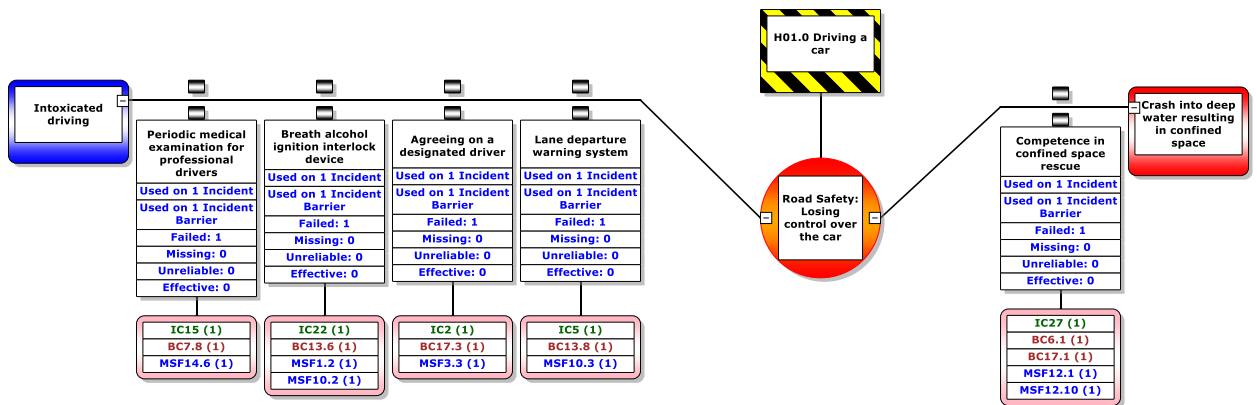 H01.0 Driving a
car
Intoxicated
driving
Periodic medical
examination for
professional
drivers
Used on 1 Incident
Used on 1 Incident
Barrier
Failed: 1
Missing: 0
Unreliable: 0
Effective: 0
IC15 (1)
BC7.8 (1)
MSF14.6 (1)
Breath alcohol
ignition interlock
device
Used on 1 Incident
Used on 1 Incident
Barrier
Failed: 1
Missing: 0
Unreliable: 0
Effective: 0
IC22 (1)
BC13.6 (1)
MSF1.2 (1)
MSF10.2 (1)
Agreeing on a
designated driver
Used on 1 Incident
Used on 1 Incident
Barrier
Failed: 1
Missing: 0
Unreliable: 0
Effective: 0
IC2 (1)
BC17.3 (1)
MSF3.3 (1)
Lane departure
warning system
Used on 1 Incident
Used on 1 Incident
Barrier
Failed: 1
Missing: 0
Unreliable: 0
Effective: 0
IC5 (1)
BC13.8 (1)
MSF10.3 (1)
Road Safety:
Losing
control over
the car
Competence in
confined space
rescue
Used on 1 Incident
Used on 1 Incident
Barrier
Failed: 1
Missing: 0
Unreliable: 0
Effective: 0
IC27 (1)
BC6.1 (1)
BC17.1 (1)
MSF12.1 (1)
MSF12.10 (1)
Crash into deep
water resulting
in confined
space